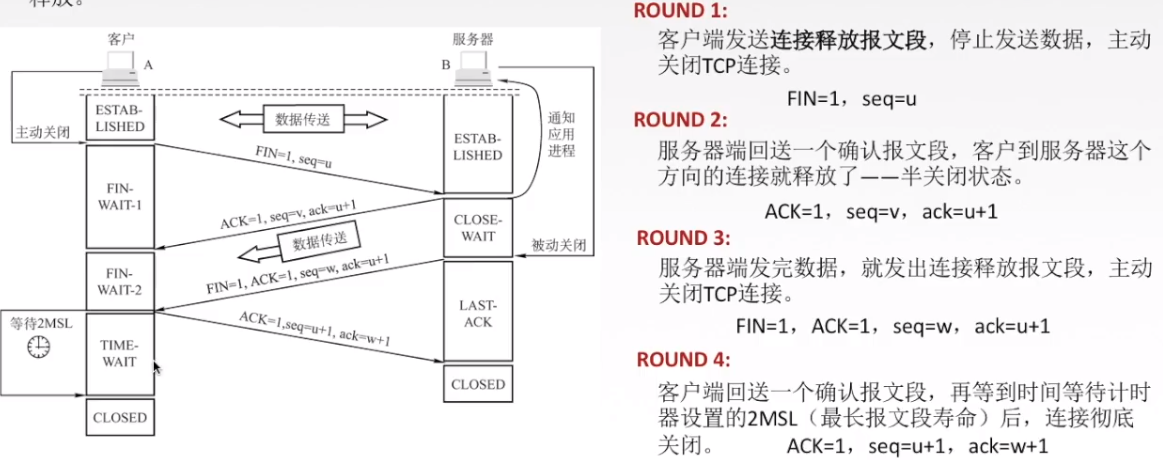 释放。
客户
A
服务器
B
ESTAB-
LISHED
主动关闭
数据传送
FIN=1, seq=u
ESTAB-
LISHED
通知
应用
进程
FIN-
WAIT-1
ACK=1, seq=v, ack=u+1
数据传送
CLOSE-
WAIT
被动关闭
FIN=1, ACK=1, seq=w, ack=u+1
FIN-
WAIT-2
ACK=1,seq=u+1, ack=w+1
LAST-
ACK
等待2MSL
TIME-
WAIT
CLOSED
CLOSED
ROUND 1:
客户端发送连接释放报文段，停止发送数据，主动
关闭TCP连接。
FIN=1，seq=u
ROUND 2:
服务器端回送一个确认报文段，客户到服务器这个
方向的连接就释放了——半关闭状态。
ACK=1，seq=v，ack=u+1
ROUND 3:
服务器端发完数据，就发出连接释放报文段，主动
关闭TCP连接。
FIN=1，ACK=1，seq=w，ack=u+1
ROUND 4:
客户端回送一个确认报文段，再等到时间等待计时
器设置的2MSL（最长报文段寿命）后，连接彻底
关闭。 ACK=1，seq=u+1，ack=w+1